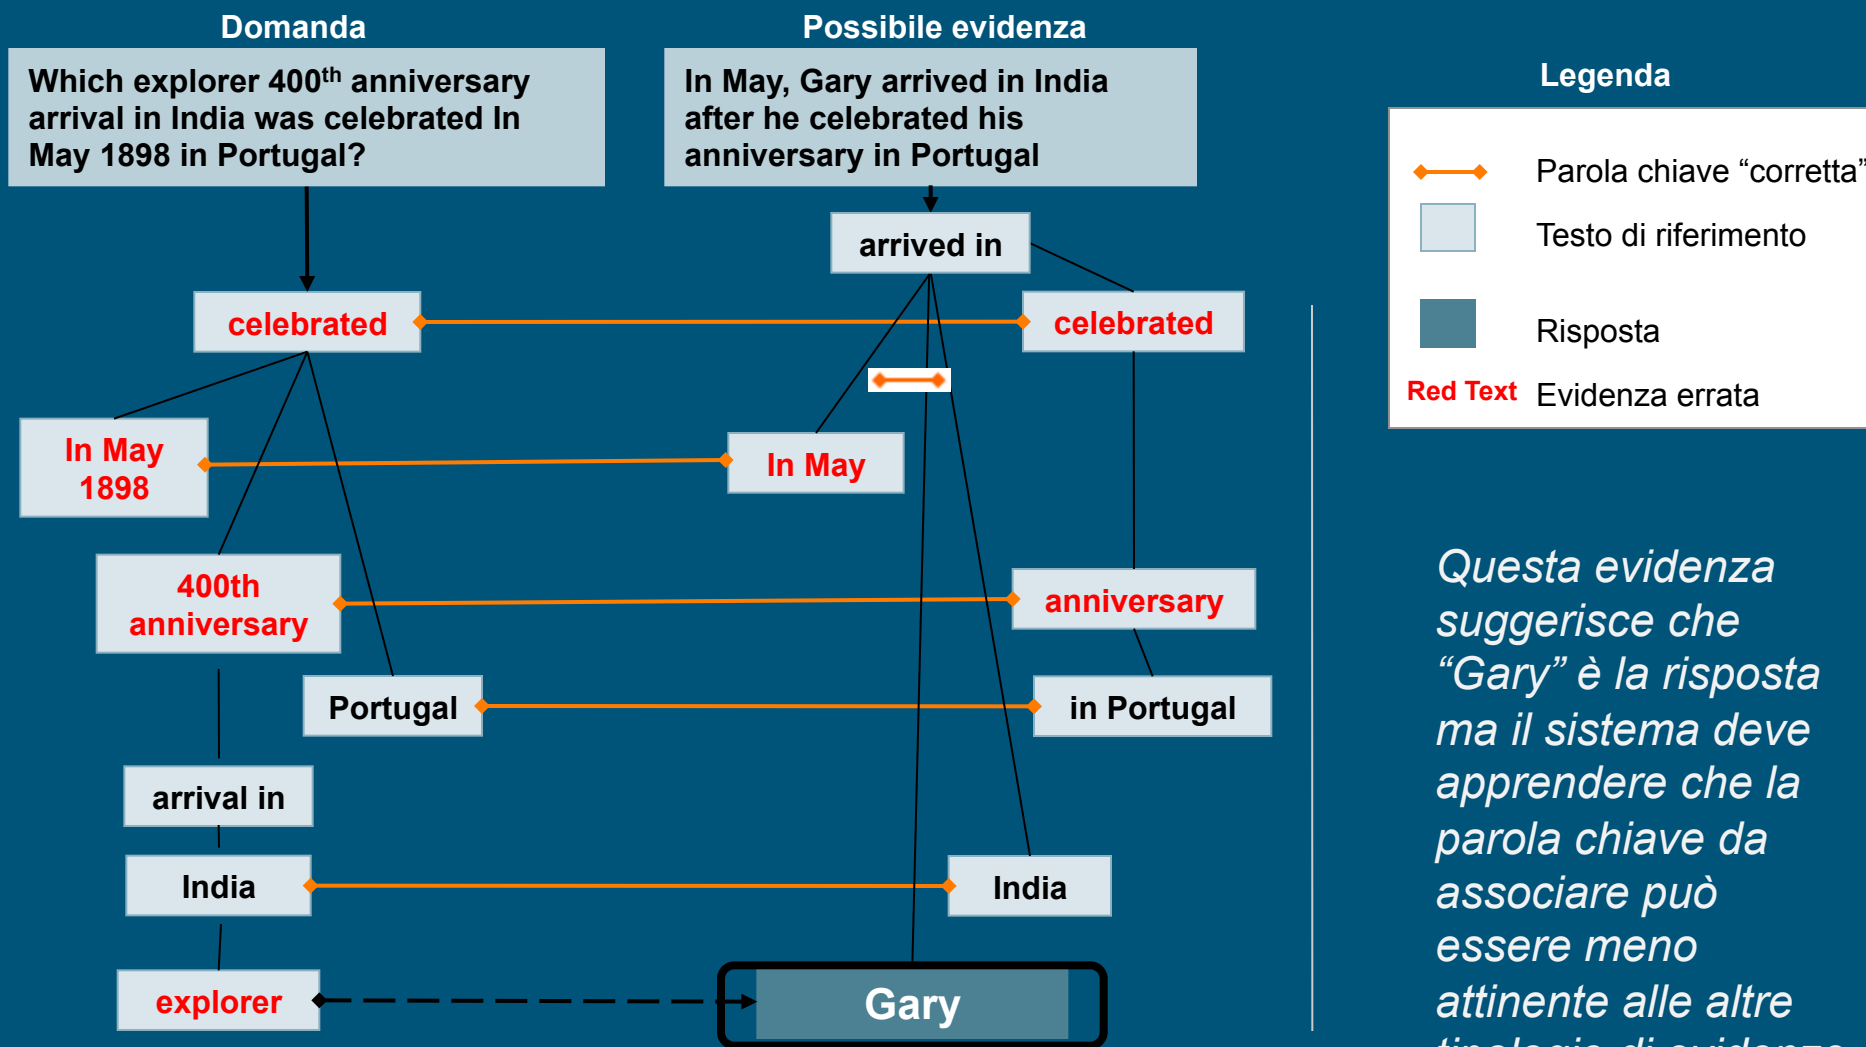 Domanda
Which explorer 400th anniversary
arrival in India was celebrated In
May 1898 in Portugal?
Possibile evidenza
In May, Gary arrived in India
after he celebrated his
anniversary in Portugal
arrived in
celebrated
celebrated
In May
1898
In May
400th
anniversary
anniversary
Portugal
in Portugal
arrival in
India
India
explorer
Gary
Legenda
Parola chiave “corretta”
Testo di riferimento
Risposta
Red Text Evidenza errata
Questa evidenza
suggerisce che
“Gary” è la risposta
ma il sistema deve
apprendere che la
parola chiave da
associare può
essere meno
attinente alle altre
tipologie di evidenza